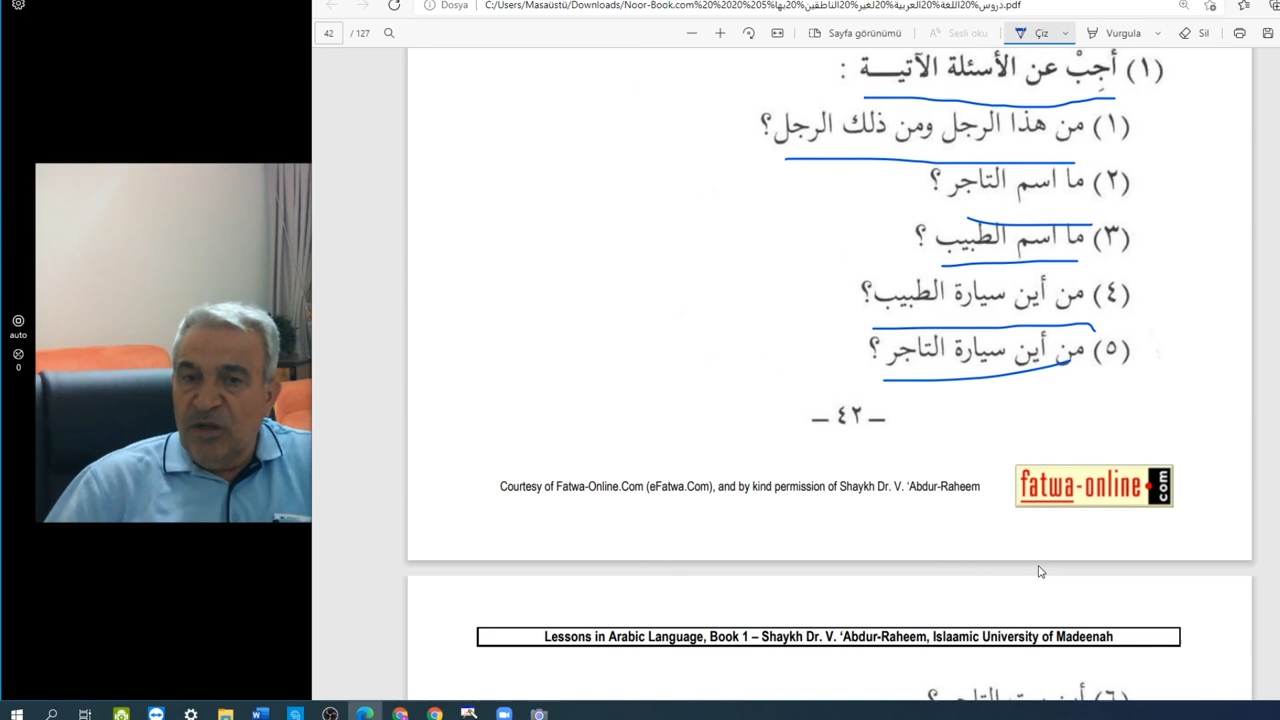 Dosya
C:/Users/Masaüstü/Downloads/Noor-Book.com%20%2020%205%20دروس%20اللغة%20العربية%20لغير%20الناطقين%20بها.pdf
42 / 127
Sayfa görünümü
Sesli oku
Çiz
Vurgula
Sil
auto
0
(١) أَجِبْ عن الأسئلة الآتيـــة :
(١) من هذا الرجل ومن ذلك الرجل؟
(٢) ما اسم التاجر ؟
(٣) ما اسم الطبيب ؟
(٤) من أين سيارة الطبيب؟
(٥) من أين سيارة التاجر ؟
– ٤٢ –
Courtesy of Fatwa-Online.Com (eFatwa.Com), and by kind permission of Shaykh Dr. V. ‘Abdur-Raheem
fatwa-online.com
Lessons in Arabic Language, Book 1 – Shaykh Dr. V. ‘Abdur-Raheem, Islaamic University of Madeenah